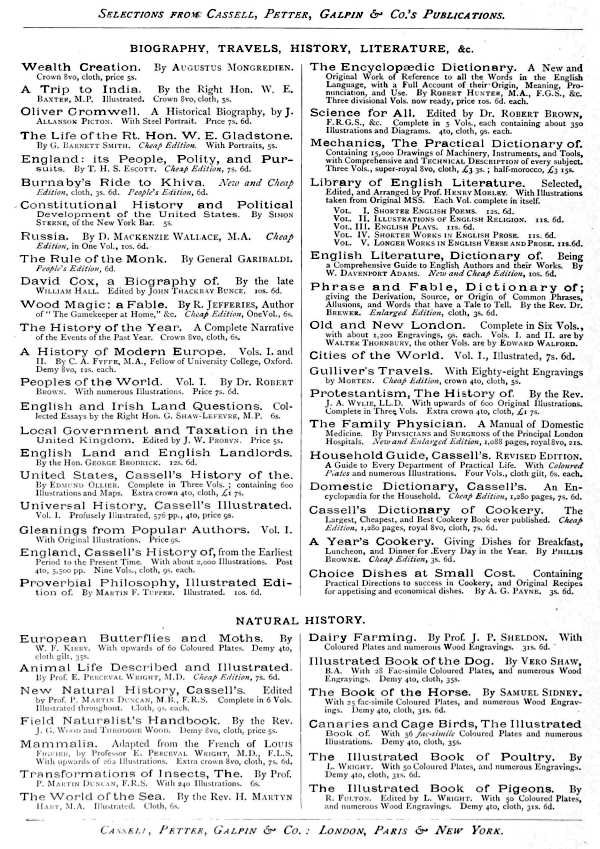 SELECTIONS FROM CASSELL, PETTER, GALPIN & CO.'S PUBLICATIONS.
BIOGRAPHY, TRAVELS, HISTORY, LITERATURE, &c.
Wealth Creation. By AUGUSTUS MONGREDIEN.
Crown 8vo, cloth, price 5s.
A Trip to India. By the Right Hon. W. E.
BAXTER, M.P. Illustrated. Crown 8vo, cloth, 5s.
Oliver Cromwell. A Historical Biography, by J.
ALLANSON PICTON. With Steel Portrait. Price 7s. 6d.
The Life of the Rt. Hon. W. E. Gladstone.
By G. BARNETT SMITH. Cheap Edition. With Portraits, 5s.
England: its People, Polity, and Pur-
suits. By T. H. S. ESCOTT. Cheap Edition, 7s. 6d.
Burnaby's Ride to Khiva. New and Cheap
Edition, cloth, 3s. 6d. People's Edition, 6d.
Constitutional History and Political
Development of the United States. By SIMON
STERNE, of the New York Bar. 5s.
Russia. By D. MACKENZIE WALLACE, M.A. Cheap
Edition, in One Vol., 10s. 6d.
The Rule of the Monk. By General GARIBALDI.
People's Edition, 6d.
David Cox, a Biography of. By the late
WILLIAM HALL. Edited by JOHN THACKRAY BUNCE. 10s. 6d.
Wood Magic: a Fable. By R. JEFFERIES, Author
of "The Gamekeeper at Home," &c. Cheap Edition, One Vol., 6s.
The History of the Year. A Complete Narrative
of the Events of the Past Year. Crown 8vo, cloth, 6s.
A History of Modern Europe. Vols. I. and
II. By C. A. FYFFE, M.A., Fellow of University College, Oxford.
Demy 8vo, 12s. each.
Peoples of the World. Vol. I. By Dr. ROBERT
BROWN. With numerous Illustrations. Price 7s. 6d.
English and Irish Land Questions. Col-
lected Essays by the Right Hon. G. SHAW-LEFEVRE, M.P. 6s.
Local Government and Taxation in the
United Kingdom. Edited by J. W. PROBYN. Price 5s.
English Land and English Landlords.
By the Hon. GEORGE BRODRICK. 12s. 6d.
United States, Cassell's History of the.
By EDMUND OLLIER. Complete in Three Vols.; containing 600
Illustrations and Maps. Extra crown 4to, cloth, £1 7s.
Universal History, Cassell's Illustrated.
Vol. I. Profusely Illustrated, 576 pp., 4to, price 9s.
Gleanings from Popular Authors. Vol. I.
With Original Illustrations. Price 9s.
England, Cassell's History of, from the Earliest
Period to the Present Time. With about 2,000 Illustrations. Post
4to, 5,500 pp. Nine Vols., cloth, 9s. each.
Proverbial Philosophy, Illustrated Edi-
tion of. By MARTIN F. TUPPER. Illustrated. 10s. 6d.
The Encyclopædic Dictionary. A New and
Original Work of Reference to all the Words in the English
Language, with a Full Account of their Origin, Meaning, Pro-
nunciation, and Use. By ROBERT HUNTER, M.A., F.G.S., &c.
Three divisional Vols. now ready, price 10s. 6d. each.
Science for All. Edited by Dr. ROBERT BROWN,
F.R.G.S., &c. Complete in 5 Vols., each containing about 350
Illustrations and Diagrams. 4to, cloth, 9s. each.
Mechanics, The Practical Dictionary of.
Containing 15,000 Drawings of Machinery, Instruments, and Tools,
with Comprehensive and TECHNICAL DESCRIPTION of every subject.
Three Vols., super-royal 8vo, cloth, £3 3s.; half-morocco, £3 15s.
Library of English Literature. Selected,
Edited, and Arranged by Prof. HENRY MORLEY. With Illustrations
taken from Original MSS. Each Vol. complete in itself.
VOL. I. SHORTER ENGLISH POEMS. 12s. 6d.
VOL. II. ILLUSTRATIONS OF ENGLISH RELIGION. 11s. 6d.
VOL. III. ENGLISH PLAYS. 11s. 6d.
VOL. IV. SHORTER WORKS IN ENGLISH PROSE. 11s. 6d.
VOL. V. LONGER WORKS IN ENGLISH VERSE AND PROSE. 11s. 6d.
English Literature, Dictionary of. Being
a Comprehensive Guide to English Authors and their Works. By
W. DAVENPORT ADAMS. New and Cheap Edition, 10s. 6d.
Phrase and Fable, Dictionary of;
giving the Derivation, Source, or Origin of Common Phrases,
Allusions, and Words that have a Tale to Tell. By the Rev. Dr.
BREWER. Enlarged Edition, cloth, 3s. 6d.
Old and New London. Complete in Six Vols.,
with about 1,200 Engravings, 9s. each. Vols. I. and II. are by
WALTER THORNBURY, the other Vols. are by EDWARD WALFORD.
Cities of the World. Vol. I., Illustrated, 7s. 6d.
Gulliver's Travels. With Eighty-eight Engravings
by MORTEN. Cheap Edition, crown 4to, cloth, 5s.
Protestantism, The History of. By the Rev.
J. A. WYLIE, LL.D. With upwards of 600 Original Illustrations.
Complete in Three Vols. Extra crown 4to, cloth, £1 7s.
The Family Physician. A Manual of Domestic
Medicine. By PHYSICIANS and SURGEONS of the Principal London
Hospitals. New and Enlarged Edition, 1,088 pages, royal 8vo, 21s.
Household Guide, Cassell's. REVISED EDITION.
A Guide to Every Department of Practical Life. With Coloured
Plates and numerous Illustrations. Four Vols., cloth gilt, 6s. each.
Domestic Dictionary, Cassell's. An En-
cyclopædia for the Household. Cheap Edition, 1,280 pages, 7s. 6d.
Cassell's Dictionary of Cookery. The
Largest, Cheapest, and Best Cookery Book ever published. Cheap
Edition, 1,280 pages, royal 8vo, cloth, 7s. 6d.
A Year's Cookery. Giving Dishes for Breakfast,
Luncheon, and Dinner for Every Day in the Year. By PHILLIS
BROWNE. Cheap Edition, 3s. 6d.
Choice Dishes at Small Cost. Containing
Practical Directions to success in Cookery, and Original Recipes
for appetising and economical dishes. By A. G. PAYNE. 3s. 6d.
NATURAL HISTORY.
European Butterflies and Moths. By
W. F. KIRBY. With upwards of 60 Coloured Plates. Demy 4to,
cloth gilt, 35s.
Animal Life Described and Illustrated.
By Prof. E. PERCEVAL WRIGHT, M.D. Cheap Edition, 7s. 6d.
New Natural History, Cassell's. Edited
by Prof. P. MARTIN DUNCAN, M.B., F.R.S. Complete in 6 Vols.
Illustrated throughout. Cloth, 9s. each.
Field Naturalist's Handbook. By the Rev.
J. G. WOOD and THEODORE WOOD. Demy 8vo, cloth, price 5s.
Mammalia. Adapted from the French of LOUIS
FIGUIER, by Professor E. PERCEVAL WRIGHT, M.D., F.L.S.
With upwards of 262 Illustrations. Extra crown 8vo, cloth, 7s. 6d.
Transformations of Insects, The. By Prof.
P. MARTIN DUNCAN, F.R.S. With 240 Illustrations. 6s.
The World of the Sea. By the Rev. H. MARTYN
HART, M.A. Illustrated. Cloth, 6s.
Dairy Farming. By Prof. J. P. SHELDON. With
Coloured Plates and numerous Wood Engravings. 31s. 6d.
Illustrated Book of the Dog. By VERO SHAW,
B.A. With 28 Fac-simile Coloured Plates, and numerous Wood
Engravings. Demy 4to, cloth, 35s.
The Book of the Horse. By SAMUEL SIDNEY.
With 25 fac-simile Coloured Plates, and numerous Wood Engrav-
ings. Demy 4to, cloth, 31s. 6d.
Canaries and Cage Birds, The Illustrated
Book of. With 56 fac-simile Coloured Plates and numerous
Illustrations. Demy 4to, cloth, 35s.
The Illustrated Book of Poultry. By
L. WRIGHT. With 50 Coloured Plates, and numerous Engravings.
Demy 4to, cloth, 31s. 6d.
The Illustrated Book of Pigeons. By
R. FULTON. Edited by L. WRIGHT. With 50 Coloured Plates,
and numerous Wood Engravings. Demy 4to, cloth, 31s. 6d.
CASSELL, PETTER, GALPIN & CO.: LONDON, PARIS & NEW YORK.